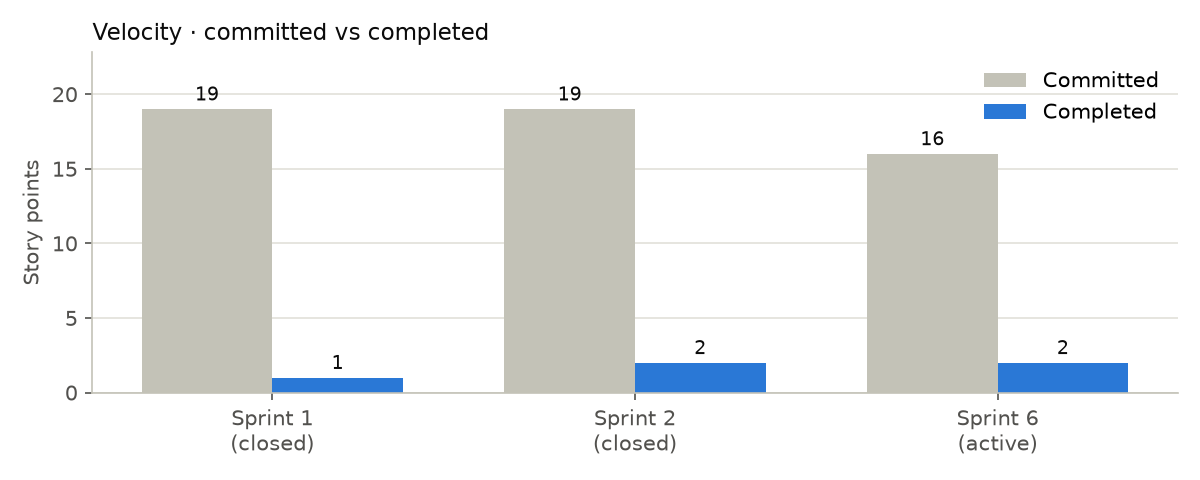 Velocity · committed vs completed
Committed
Completed
Story points
20
15
10
5
0
19
1
19
2
16
2
Sprint 1
(closed)
Sprint 2
(closed)
Sprint 6
(active)